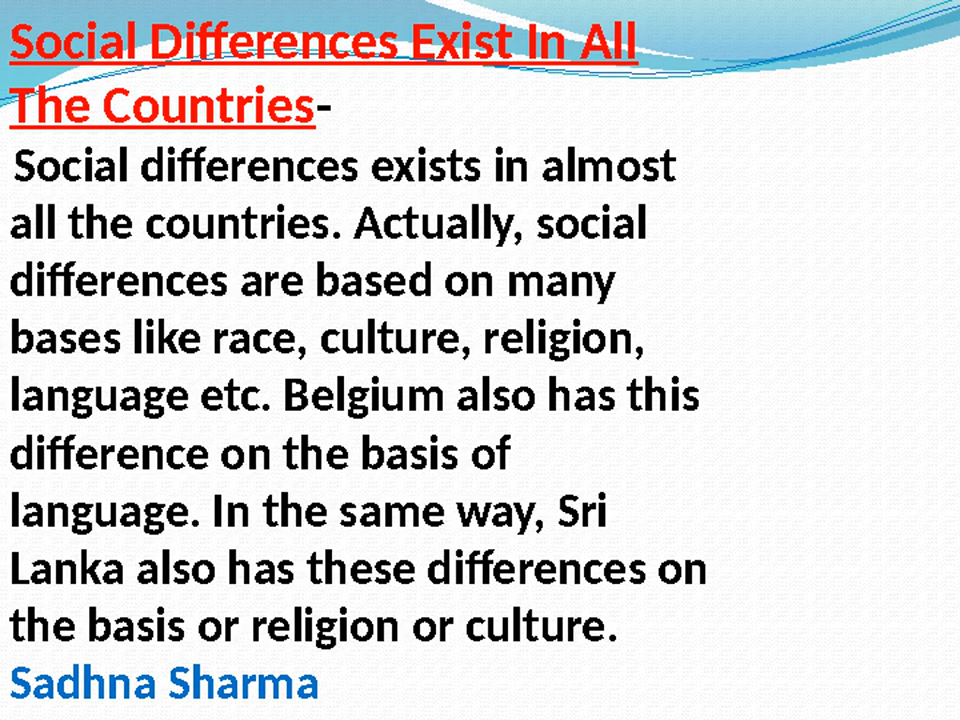 Social Differences Exist In All
The Countries-
Social differences exists in almost
all the countries. Actually, social
differences are based on many
bases like race, culture, religion,
language etc. Belgium also has this
difference on the basis of
language. In the same way, Sri
Lanka also has these differences on
the basis or religion or culture.
Sadhna Sharma